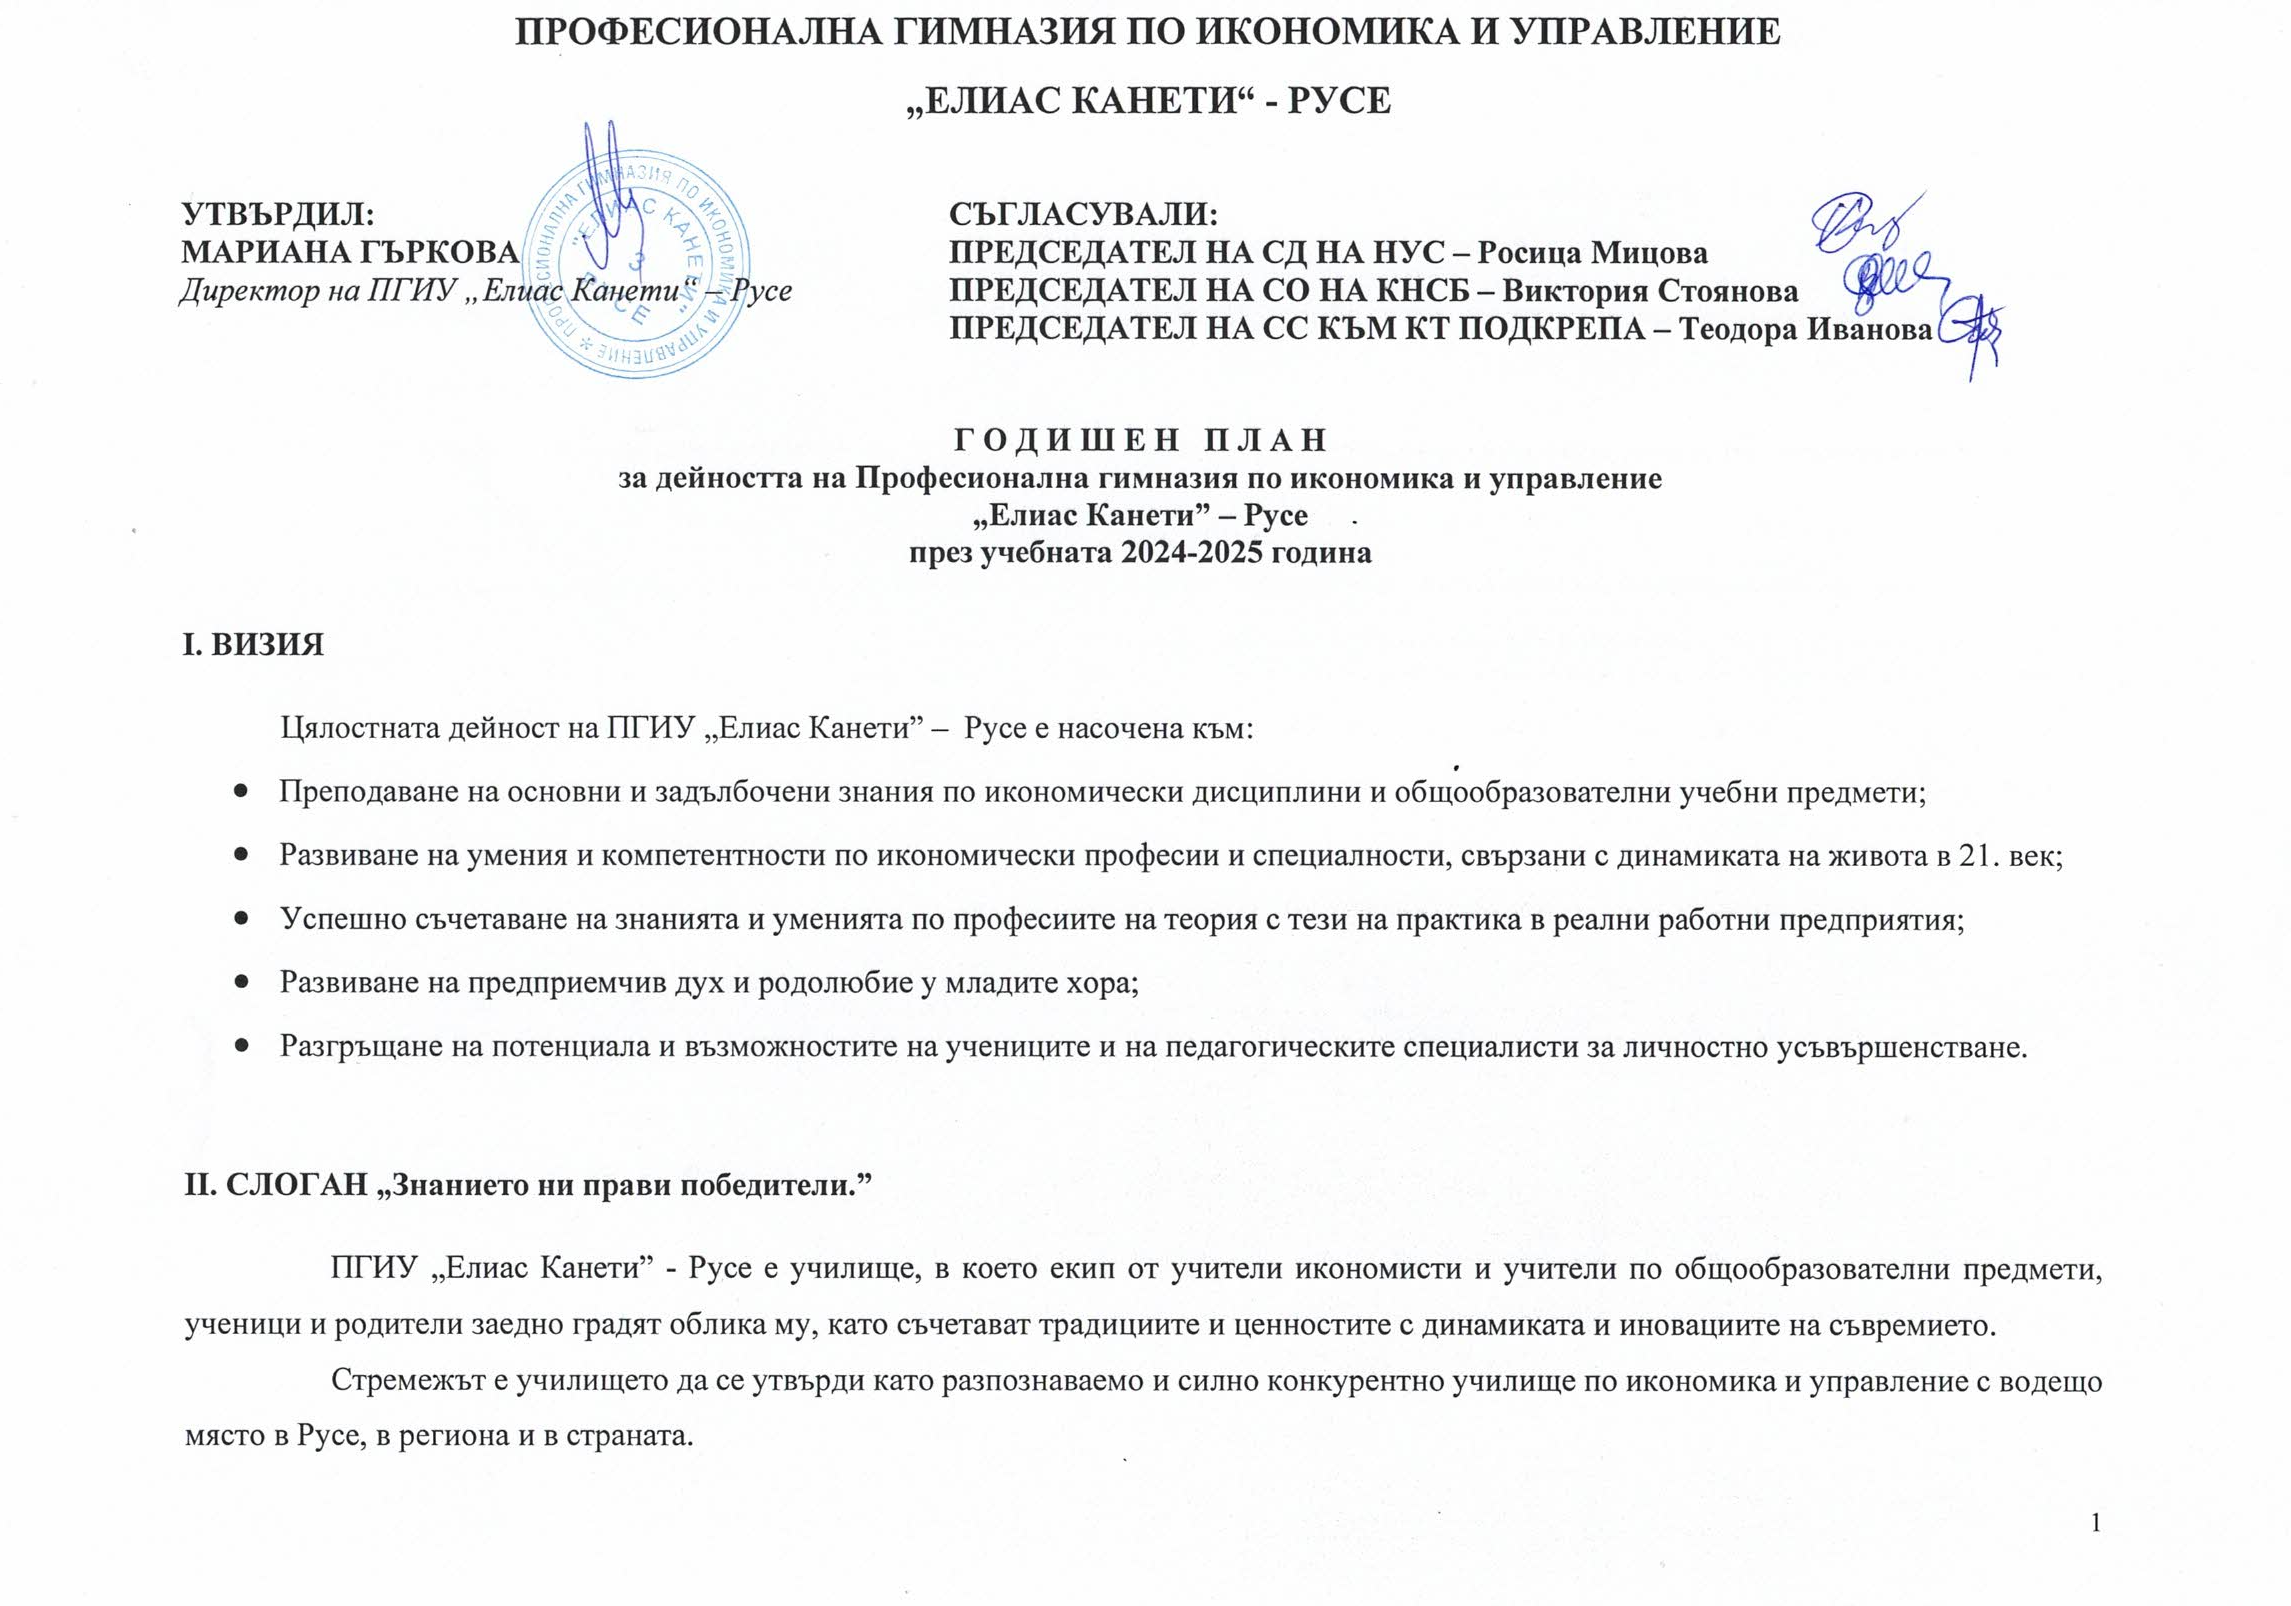 ПРОФЕСИОНАЛНА ГИМНАЗИЯ ПО ИКОНОМИКА И УПРАВЛЕНИЕ
„ЕЛИАС КАНЕТИ“ - РУСЕ
УТВЪРДИЛ:
МАРИАНА ГЪРКОВА
Директор на ПГИУ „Елиас Канети“ – Русе
ПРОФЕСИОНАЛНА ГИМНАЗИЯ ПО ИКОНОМИКА И УПРАВЛЕНИЕ *
"ЕЛИАС КАНЕТИ"
РУСЕ
3
СЪГЛАСУВАЛИ:
ПРЕДСЕДАТЕЛ НА СД НА НУС – Росица Мицова
ПРЕДСЕДАТЕЛ НА СО НА КНСБ – Виктория Стоянова
ПРЕДСЕДАТЕЛ НА СС КЪМ КТ ПОДКРЕПА – Теодора Иванова
Г О Д И Ш Е Н П Л А Н
за дейността на Професионална гимназия по икономика и управление
„Елиас Канети” – Русе
през учебната 2024-2025 година
I. ВИЗИЯ
Цялостната дейност на ПГИУ „Елиас Канети” – Русе е насочена към:
• Преподаване на основни и задълбочени знания по икономически дисциплини и общообразователни учебни предмети;
• Развиване на умения и компетентности по икономически професии и специалности, свързани с динамиката на живота в 21. век;
• Успешно съчетаване на знанията и уменията по професиите на теория с тези на практика в реални работни предприятия;
• Развиване на предприемчив дух и родолюбие у младите хора;
• Разгръщане на потенциала и възможностите на учениците и на педагогическите специалисти за личностно усъвършенстване.
II. СЛОГАН „Знанието ни прави победители.”
ПГИУ „Елиас Канети” - Русе е училище, в което екип от учители икономисти и учители по общообразователни предмети,
ученици и родители заедно градят облика му, като съчетават традициите и ценностите с динамиката и иновациите на съвремието.
Стремежът е училището да се утвърди като разпознаваемо и силно конкурентно училище по икономика и управление с водещо
място в Русе, в региона и в страната.
1